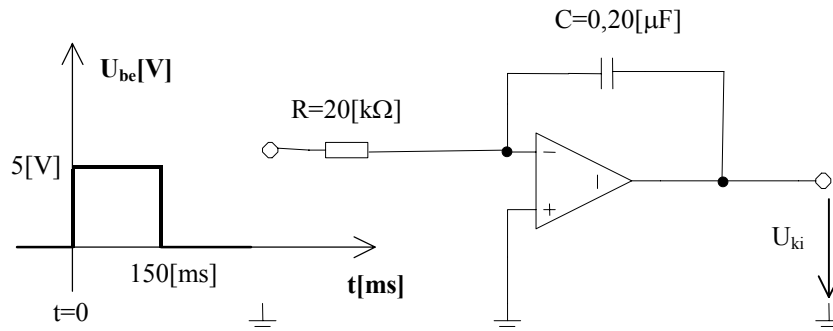 C=0,20[μF]
U_be[V]
R=20[kΩ]
5[V]
−
+
U_ki
150[ms]
t[ms]
t=0